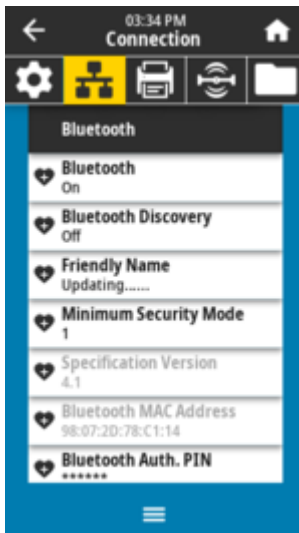 03:34 PM
Connection
Bluetooth
Bluetooth
On
Bluetooth Discovery
Off
Friendly Name
Updating......
Minimum Security Mode
1
Specification Version
4.1
Bluetooth MAC Address
98:07:2D:78:C1:14
Bluetooth Auth. PIN
******